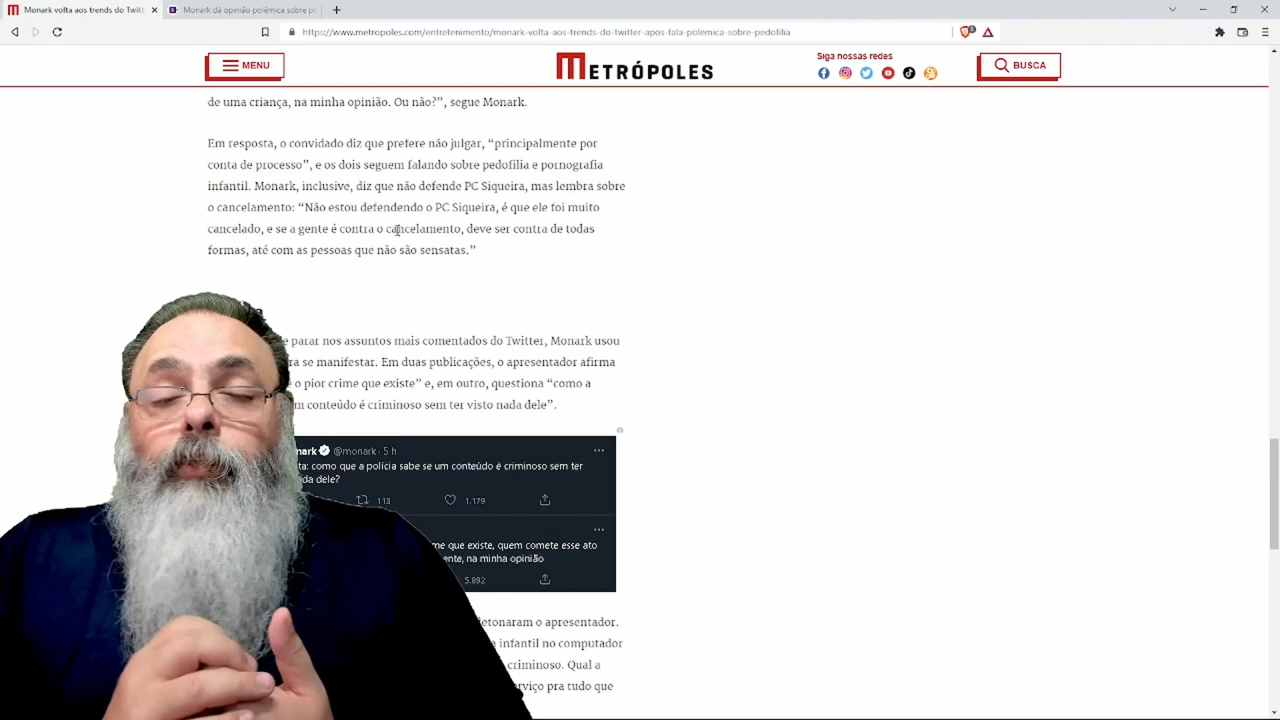 Monark volta aos trends do Twitt
Monark dá opinião polêmica sobre p
https://www.metropoles.com/entretenimento/monark-volta-aos-trends-do-twitter-apos-fala-polemica-sobre-pedofilia
MENU
METRÓPOLES
Siga nossas redes
BUSCA
de uma criança, na minha opinião. Ou não?”, segue Monark.
Em resposta, o convidado diz que prefere não julgar, “principalmente por
conta de processo”, e os dois seguem falando sobre pedofilia e pornografia
infantil. Monark, inclusive, diz que não defende PC Siqueira, mas lembra sobre
o cancelamento: “Não estou defendendo o PC Siqueira, é que ele foi muito
cancelado, e se a gente é contra o cancelamento, deve ser contra de todas
formas, até com as pessoas que não são sensatas.”
e parar nos assuntos mais comentados do Twitter, Monark usou
ra se manifestar. Em duas publicações, o apresentador afirma
o pior crime que existe” e, em outro, questiona “como a
m conteúdo é criminoso sem ter visto nada dele”.
nark @monark · 5 h
ta: como que a polícia sabe se um conteúdo é criminoso sem ter
da dele?
113 1.179
me que existe, quem comete esse ato
ente, na minha opinião
5.892
detonaram o apresentador.
a infantil no computador
criminoso. Qual a
rviço pra tudo que